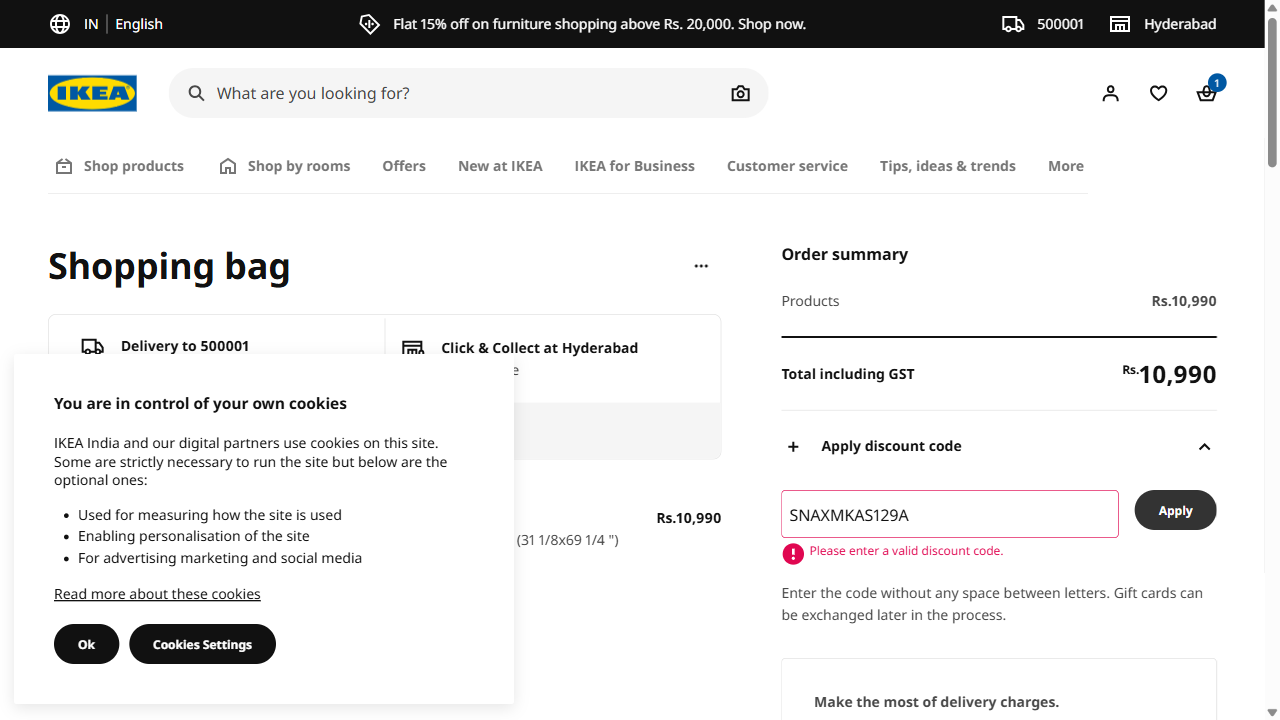 IN English
Flat 15% off on furniture shopping above Rs. 20,000. Shop now.
500001
Hyderabad
IKEA
What are you looking for?
1
Shop products
Shop by rooms
Offers
New at IKEA
IKEA for Business
Customer service
Tips, ideas & trends
More
Shopping bag
Delivery to 500001
Click & Collect at Hyderabad
Rs.10,990
(31 1/8x69 1/4 ")
You are in control of your own cookies
IKEA India and our digital partners use cookies on this site.
Some are strictly necessary to run the site but below are the
optional ones:
• Used for measuring how the site is used
• Enabling personalisation of the site
• For advertising marketing and social media
Read more about these cookies
Ok
Cookies Settings
Order summary
Products Rs.10,990
Total including GST Rs.10,990
Apply discount code
SNAXMKAS129A
Apply
Please enter a valid discount code.
Enter the code without any space between letters. Gift cards can
be exchanged later in the process.
Make the most of delivery charges.